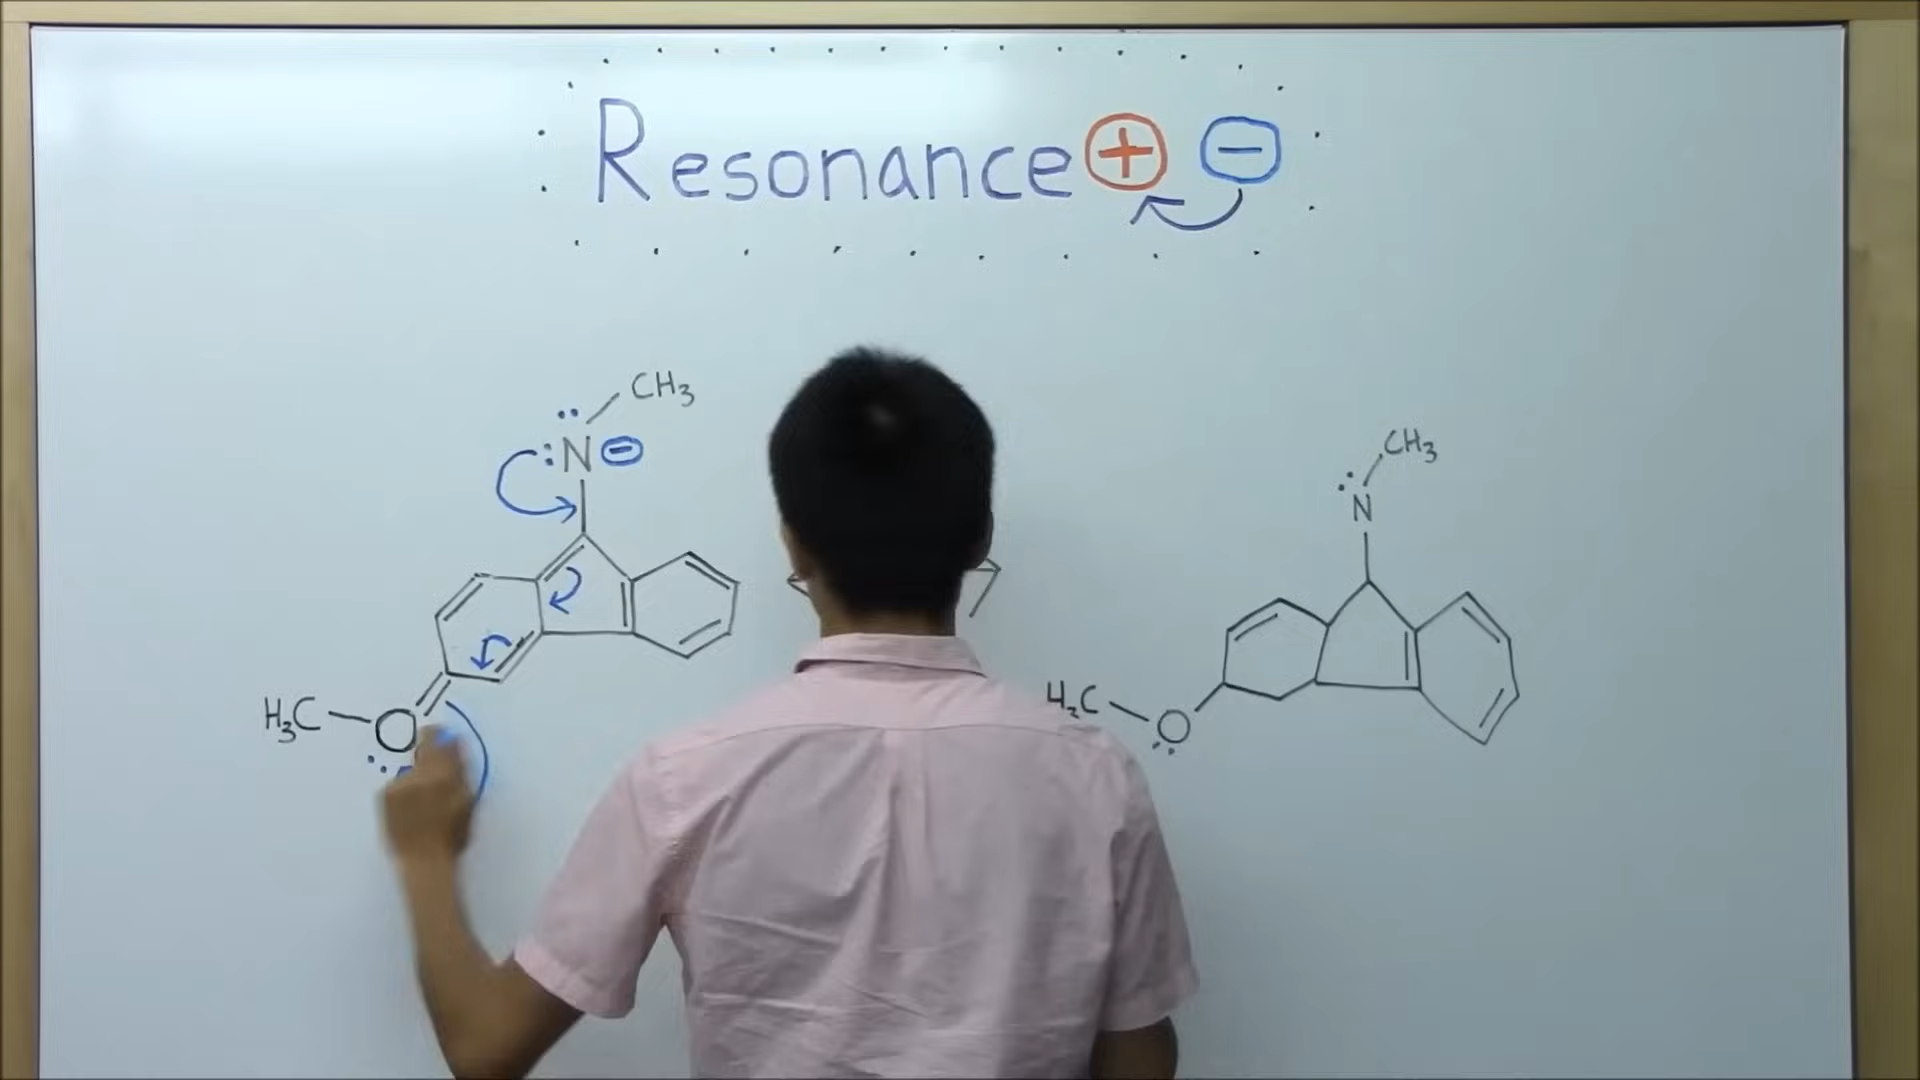 Resonance + −
CH₃
:N −
H₃C O
CH₃
N
H₃C O